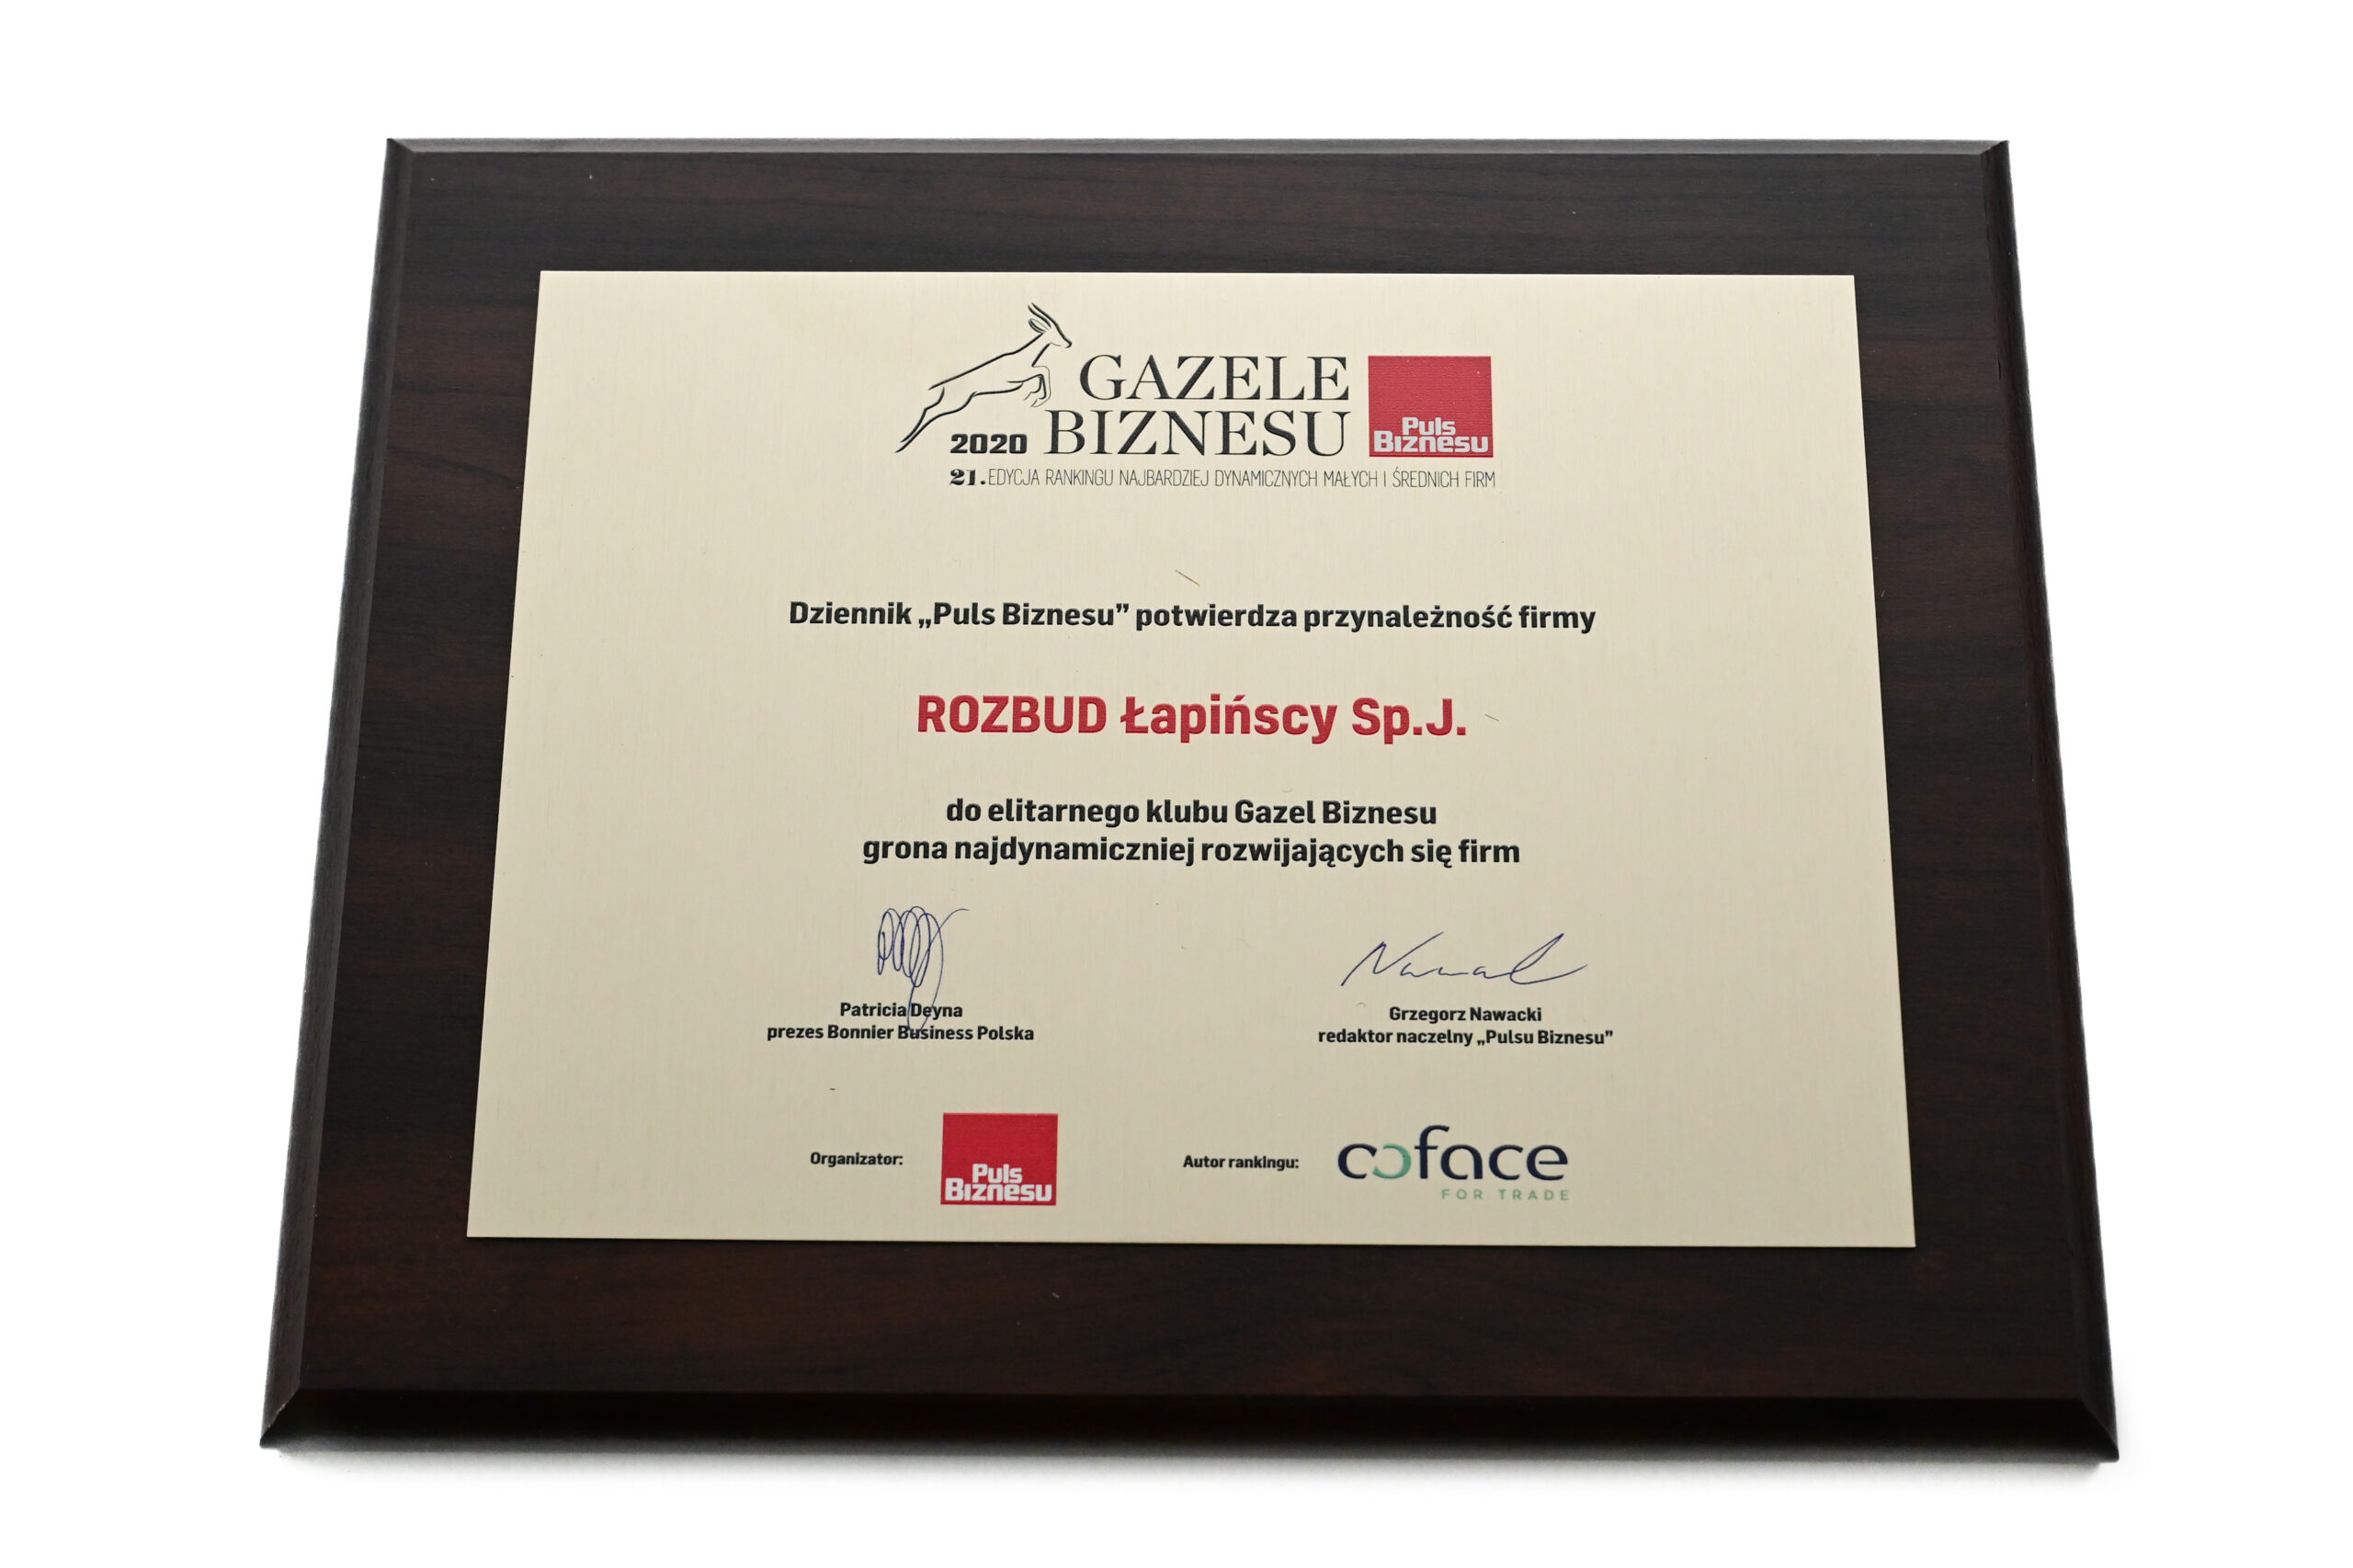 GAZELE
2020 BIZNESU
Puls
Biznesu
21. EDYCJA RANKINGU NAJBARDZIEJ DYNAMICZNYCH MAŁYCH I ŚREDNICH FIRM
Dziennik „Puls Biznesu” potwierdza przynależność firmy
ROZBUD Łapińscy Sp.J.
do elitarnego klubu Gazel Biznesu
grona najdynamiczniej rozwijających się firm
Patricia Deyna
prezes Bonnier Business Polska
Grzegorz Nawacki
redaktor naczelny „Pulsu Biznesu”
Organizator:
Puls
Biznesu
Autor rankingu:
coface
FOR TRADE